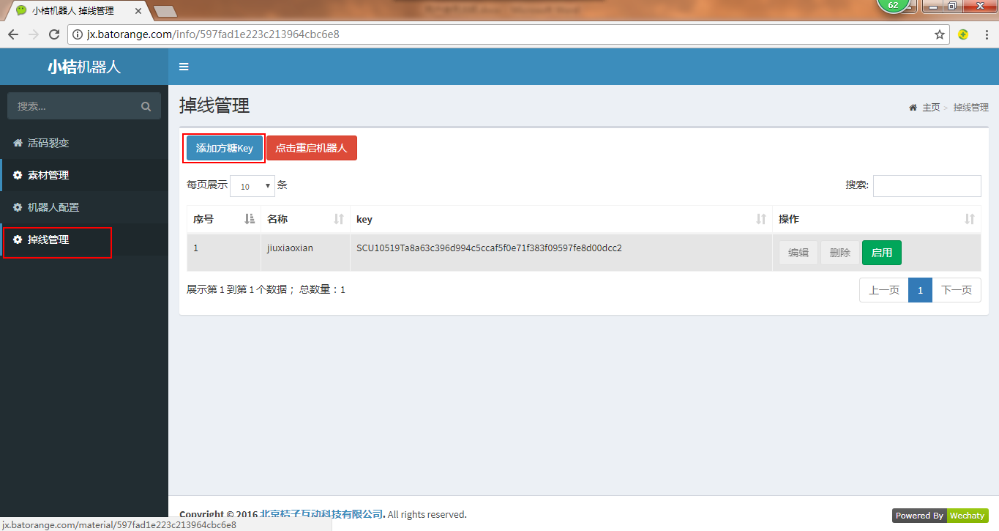 小桔机器人 掉线管理
62
jx.batorange.com/info/597fad1e223c213964cbc6e8
小桔机器人
搜索...
活码裂变
素材管理
机器人配置
掉线管理
掉线管理
主页 > 掉线管理
添加方糖Key 点击重启机器人
每页展示 10 条 搜索:
序号 名称 key 操作
1 jiuxiaoxian SCU10519Ta8a63c396d994c5ccaf5f0e71f383f09597fe8d00dcc2 编辑 删除 启用
展示第 1 到第 1 个数据； 总数量：1 上一页 1 下一页
Copyright © 2016 北京桔子互动科技有限公司. All rights reserved. Powered By Wechaty
jx.batorange.com/material/597fad1e223c213964cbc6e8